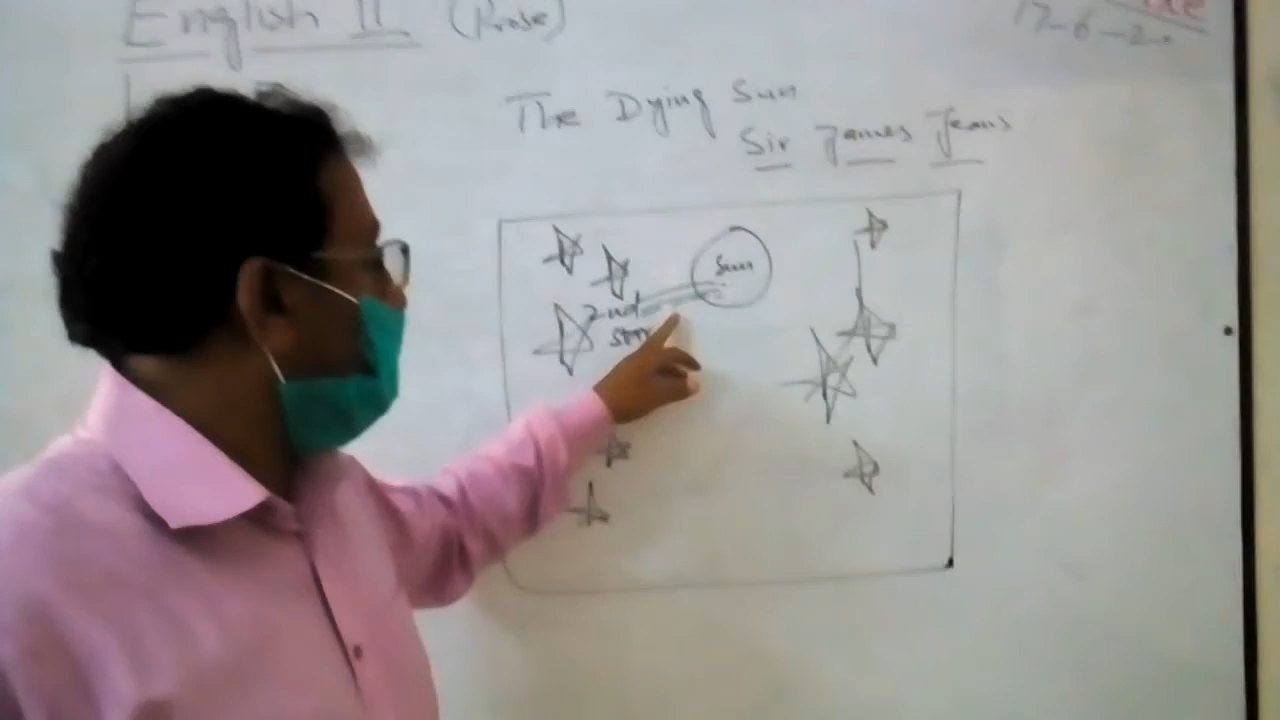 English II (Prose)
The Dying Sun
Sir James Jeans
Sun
2nd
star